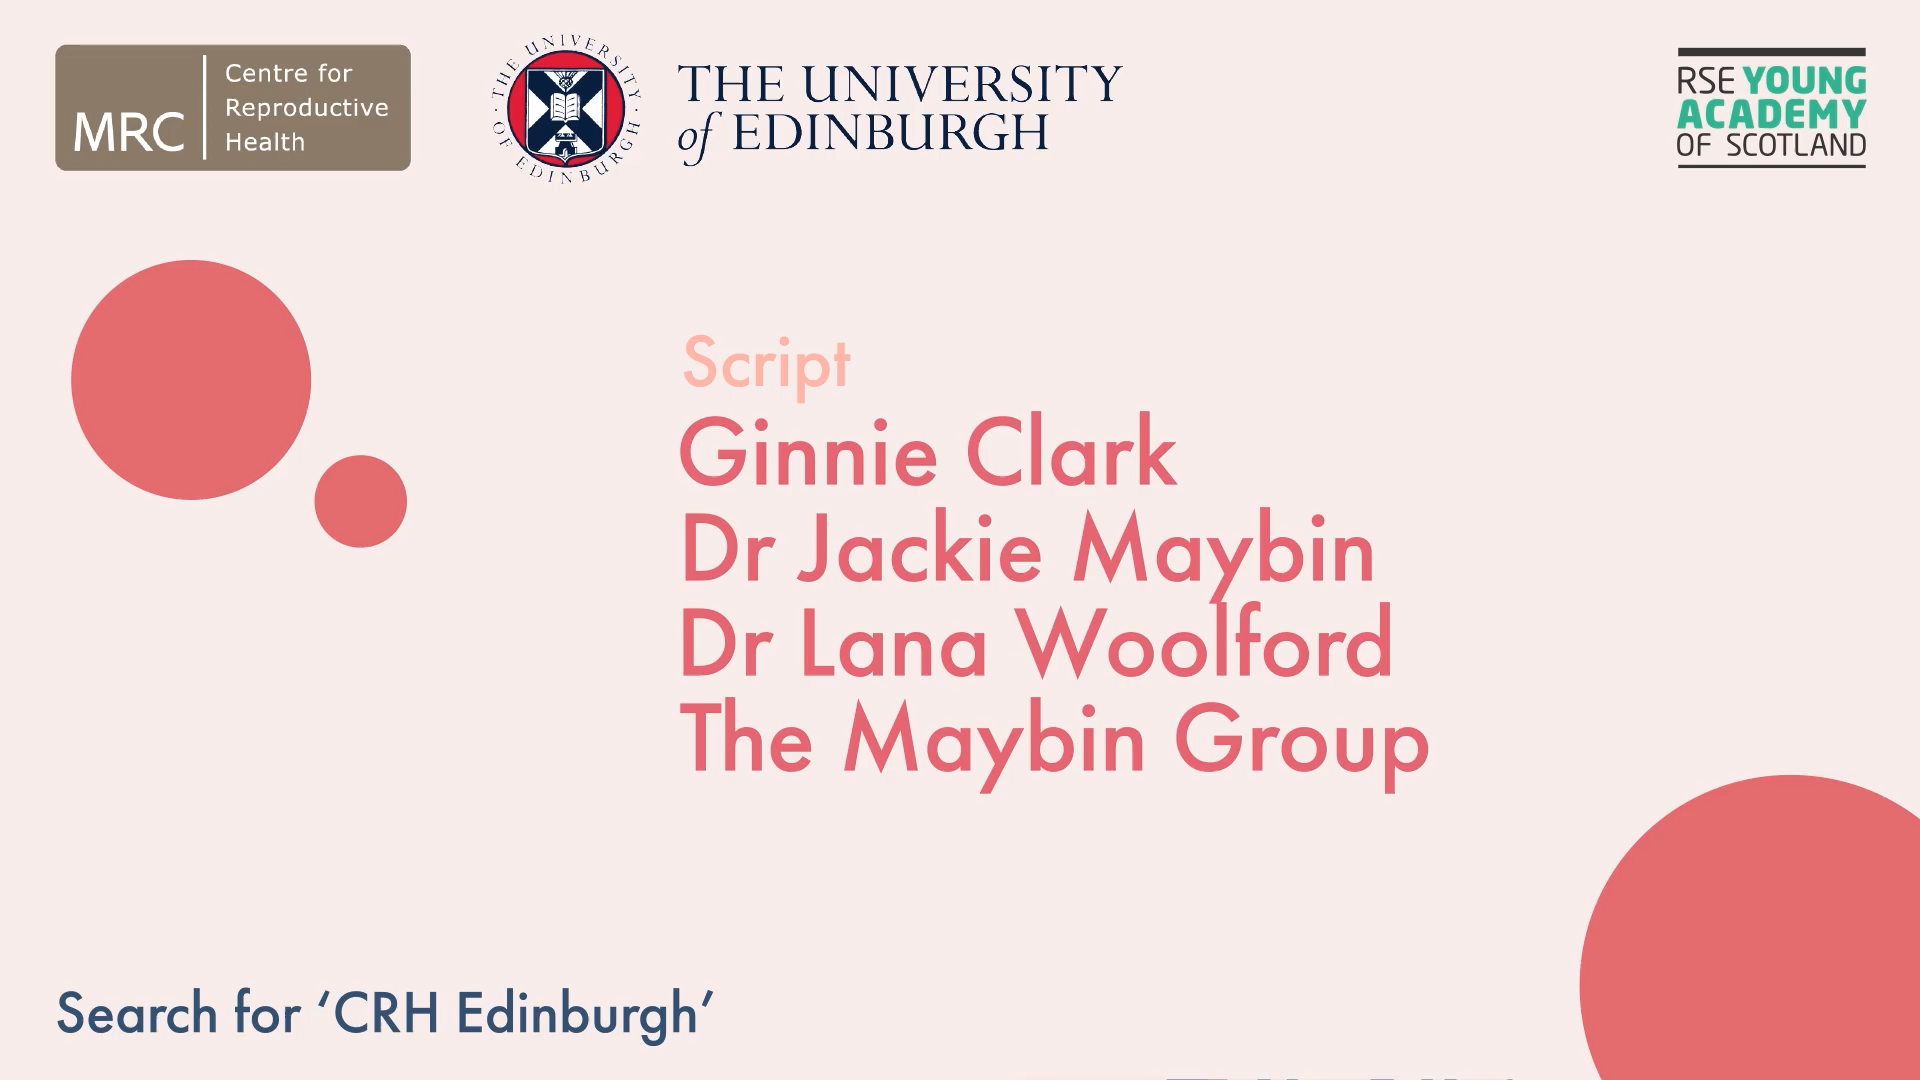 MRC
Centre for
Reproductive
Health
THE UNIVERSITY OF EDINBURGH
THE UNIVERSITY
of EDINBURGH
RSE YOUNG
ACADEMY
OF SCOTLAND
Script
Ginnie Clark
Dr Jackie Maybin
Dr Lana Woolford
The Maybin Group
Search for ‘CRH Edinburgh’